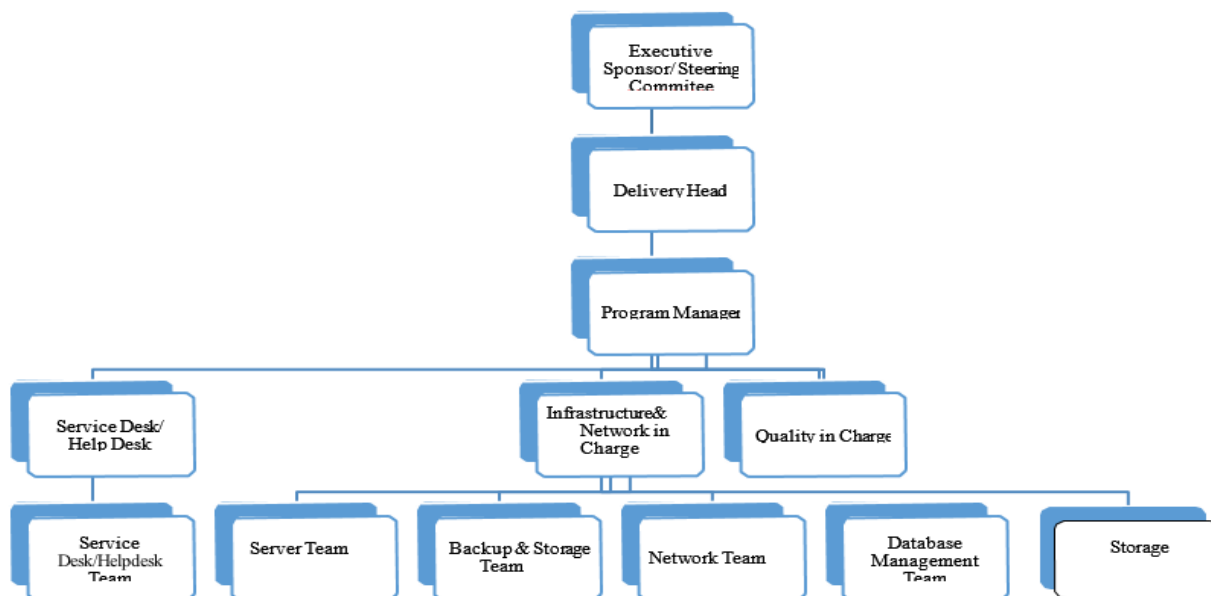 Executive
Sponsor/ Steering
Commitee
Delivery Head
Program Manager
Service Desk/
Help Desk
Infrastructure&
Network in
Charge
Quality in Charge
Service
Desk/Helpdesk
Team
Server Team
Backup & Storage
Team
Network Team
Database
Management
Team
Storage